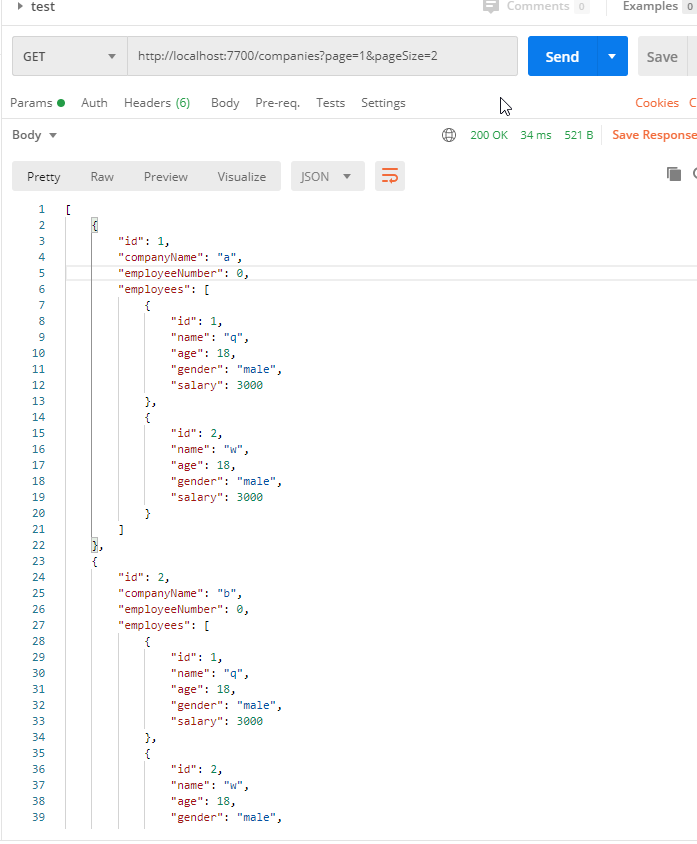 test Comments 0 Examples 0
GET http://localhost:7700/companies?page=1&pageSize=2 Send Save
Params Auth Headers (6) Body Pre-req. Tests Settings Cookies
Body 200 OK 34 ms 521 B Save Response
Pretty Raw Preview Visualize JSON
1 [
2 {
3 "id": 1,
4 "companyName": "a",
5 "employeeNumber": 0,
6 "employees": [
7 {
8 "id": 1,
9 "name": "q",
10 "age": 18,
11 "gender": "male",
12 "salary": 3000
13 },
14 {
15 "id": 2,
16 "name": "w",
17 "age": 18,
18 "gender": "male",
19 "salary": 3000
20 }
21 ]
22 },
23 {
24 "id": 2,
25 "companyName": "b",
26 "employeeNumber": 0,
27 "employees": [
28 {
29 "id": 1,
30 "name": "q",
31 "age": 18,
32 "gender": "male",
33 "salary": 3000
34 },
35 {
36 "id": 2,
37 "name": "w",
38 "age": 18,
39 "gender": "male",